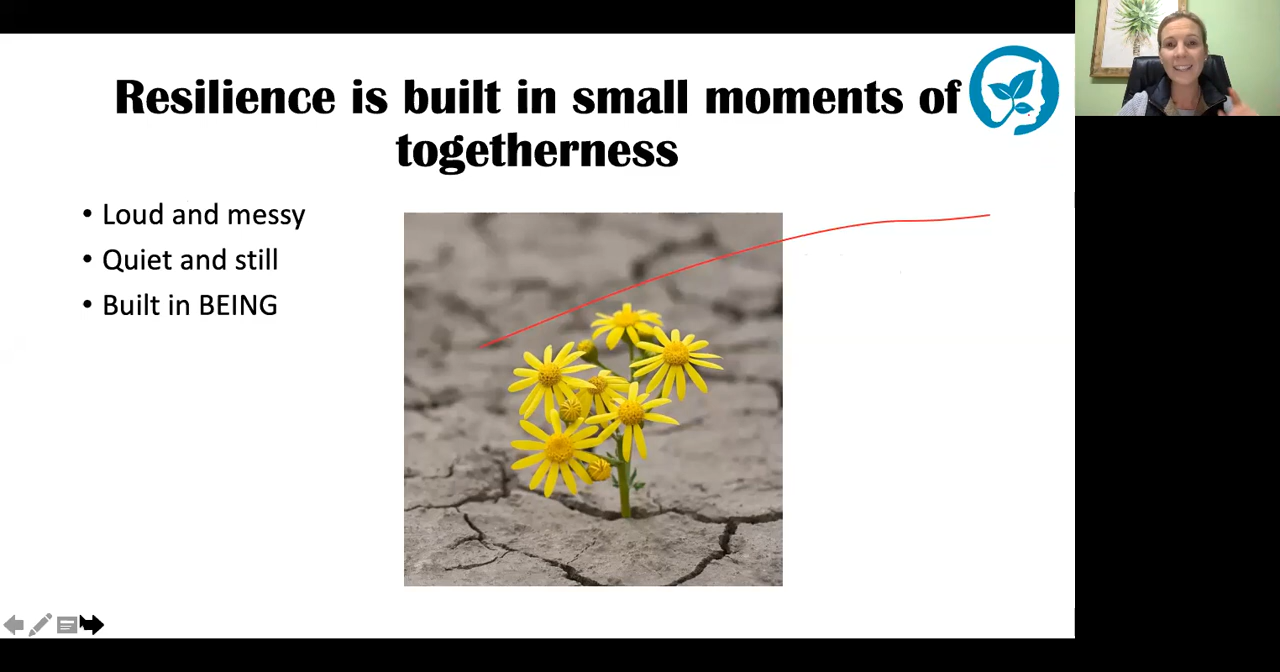 Resilience is built in small moments of
togetherness
• Loud and messy
• Quiet and still
• Built in BEING